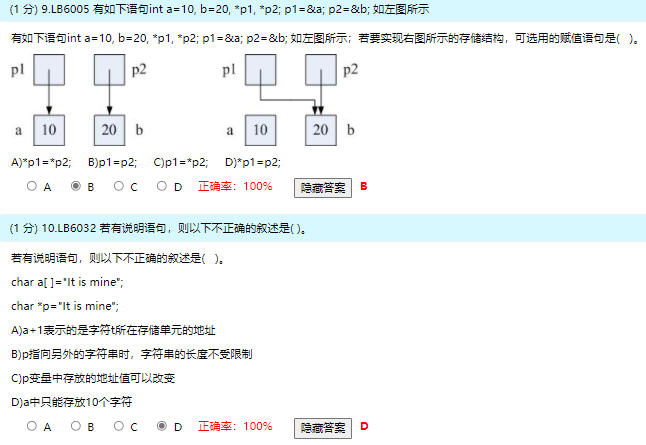 (1 分) 9.LB6005 有如下语句int a=10, b=20, *p1, *p2; p1=&a; p2=&b; 如左图所示
有如下语句int a=10, b=20, *p1, *p2; p1=&a; p2=&b; 如左图所示；若要实现右图所示的存储结构，可选用的赋值语句是(   )。
p1 p2 p1 p2
a 10 20 b a 10 20 b
A)*p1=*p2; B)p1=p2; C)p1=*p2; D)*p1=p2;
A B C D 正确率：100% 隐藏答案 B
(1 分) 10.LB6032 若有说明语句，则以下不正确的叙述是( )。
若有说明语句，则以下不正确的叙述是(   )。
char a[ ]="It is mine";
char *p="It is mine";
A)a+1表示的是字符t所在存储单元的地址
B)p指向另外的字符串时，字符串的长度不受限制
C)p变量中存放的地址值可以改变
D)a中只能存放10个字符
A B C D 正确率：100% 隐藏答案 D